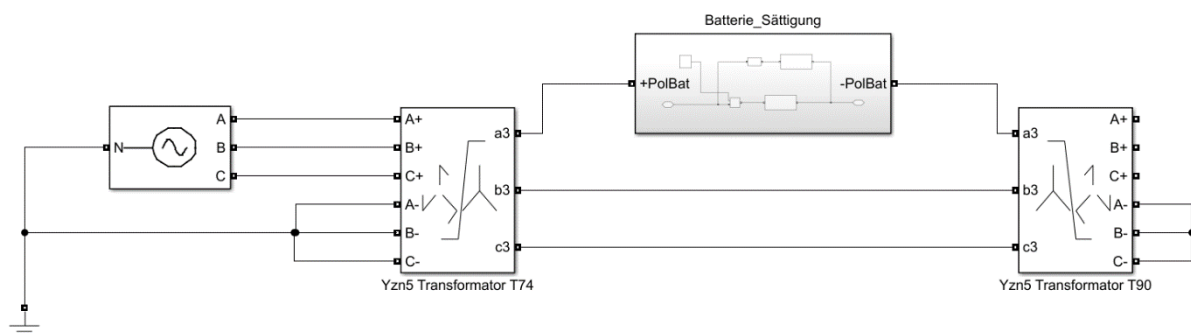 Batterie_Sättigung
+PolBat
-PolBat
N
A
B
C
A+
B+
C+
A-
B-
C-
a3
b3
c3
Yzn5 Transformator T74
a3
b3
c3
A+
B+
C+
A-
B-
C-
Yzn5 Transformator T90